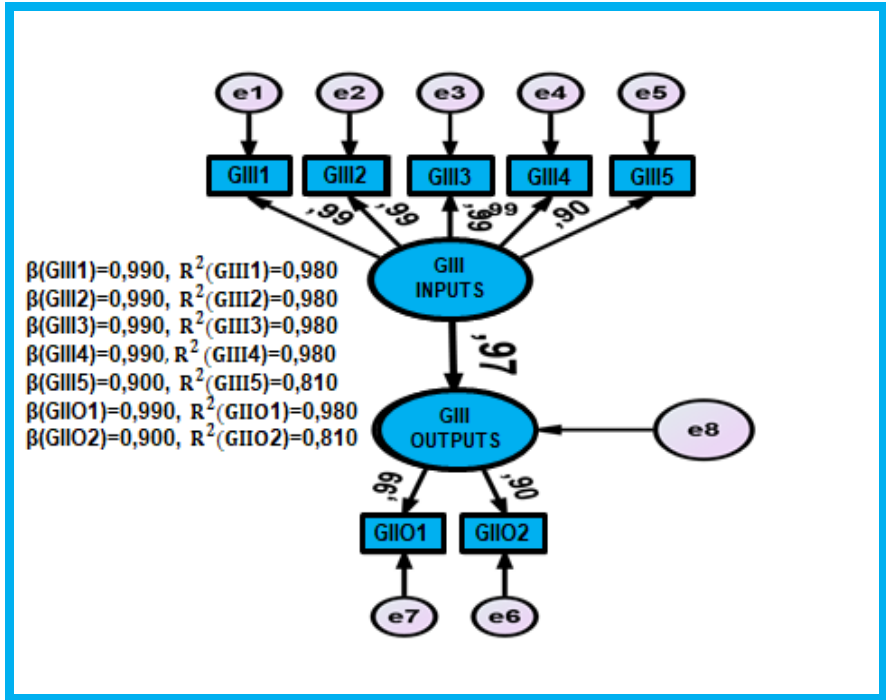 e1 e2 e3 e4 e5
GIII1 GIII2 GIII3 GIII4 GIII5
,99 ,99 ,99 ,99 ,90
GIII
INPUTS
β(GIII1)=0,990, R²(GIII1)=0,980
β(GIII2)=0,990, R²(GIII2)=0,980
β(GIII3)=0,990, R²(GIII3)=0,980
β(GIII4)=0,990, R²(GIII4)=0,980
β(GIII5)=0,900, R²(GIII5)=0,810
β(GIIO1)=0,990, R²(GIIO1)=0,980
β(GIIO2)=0,900, R²(GIIO2)=0,810
,97
GIII
OUTPUTS
e8
,99 ,90
GIIO1 GIIO2
e7 e6